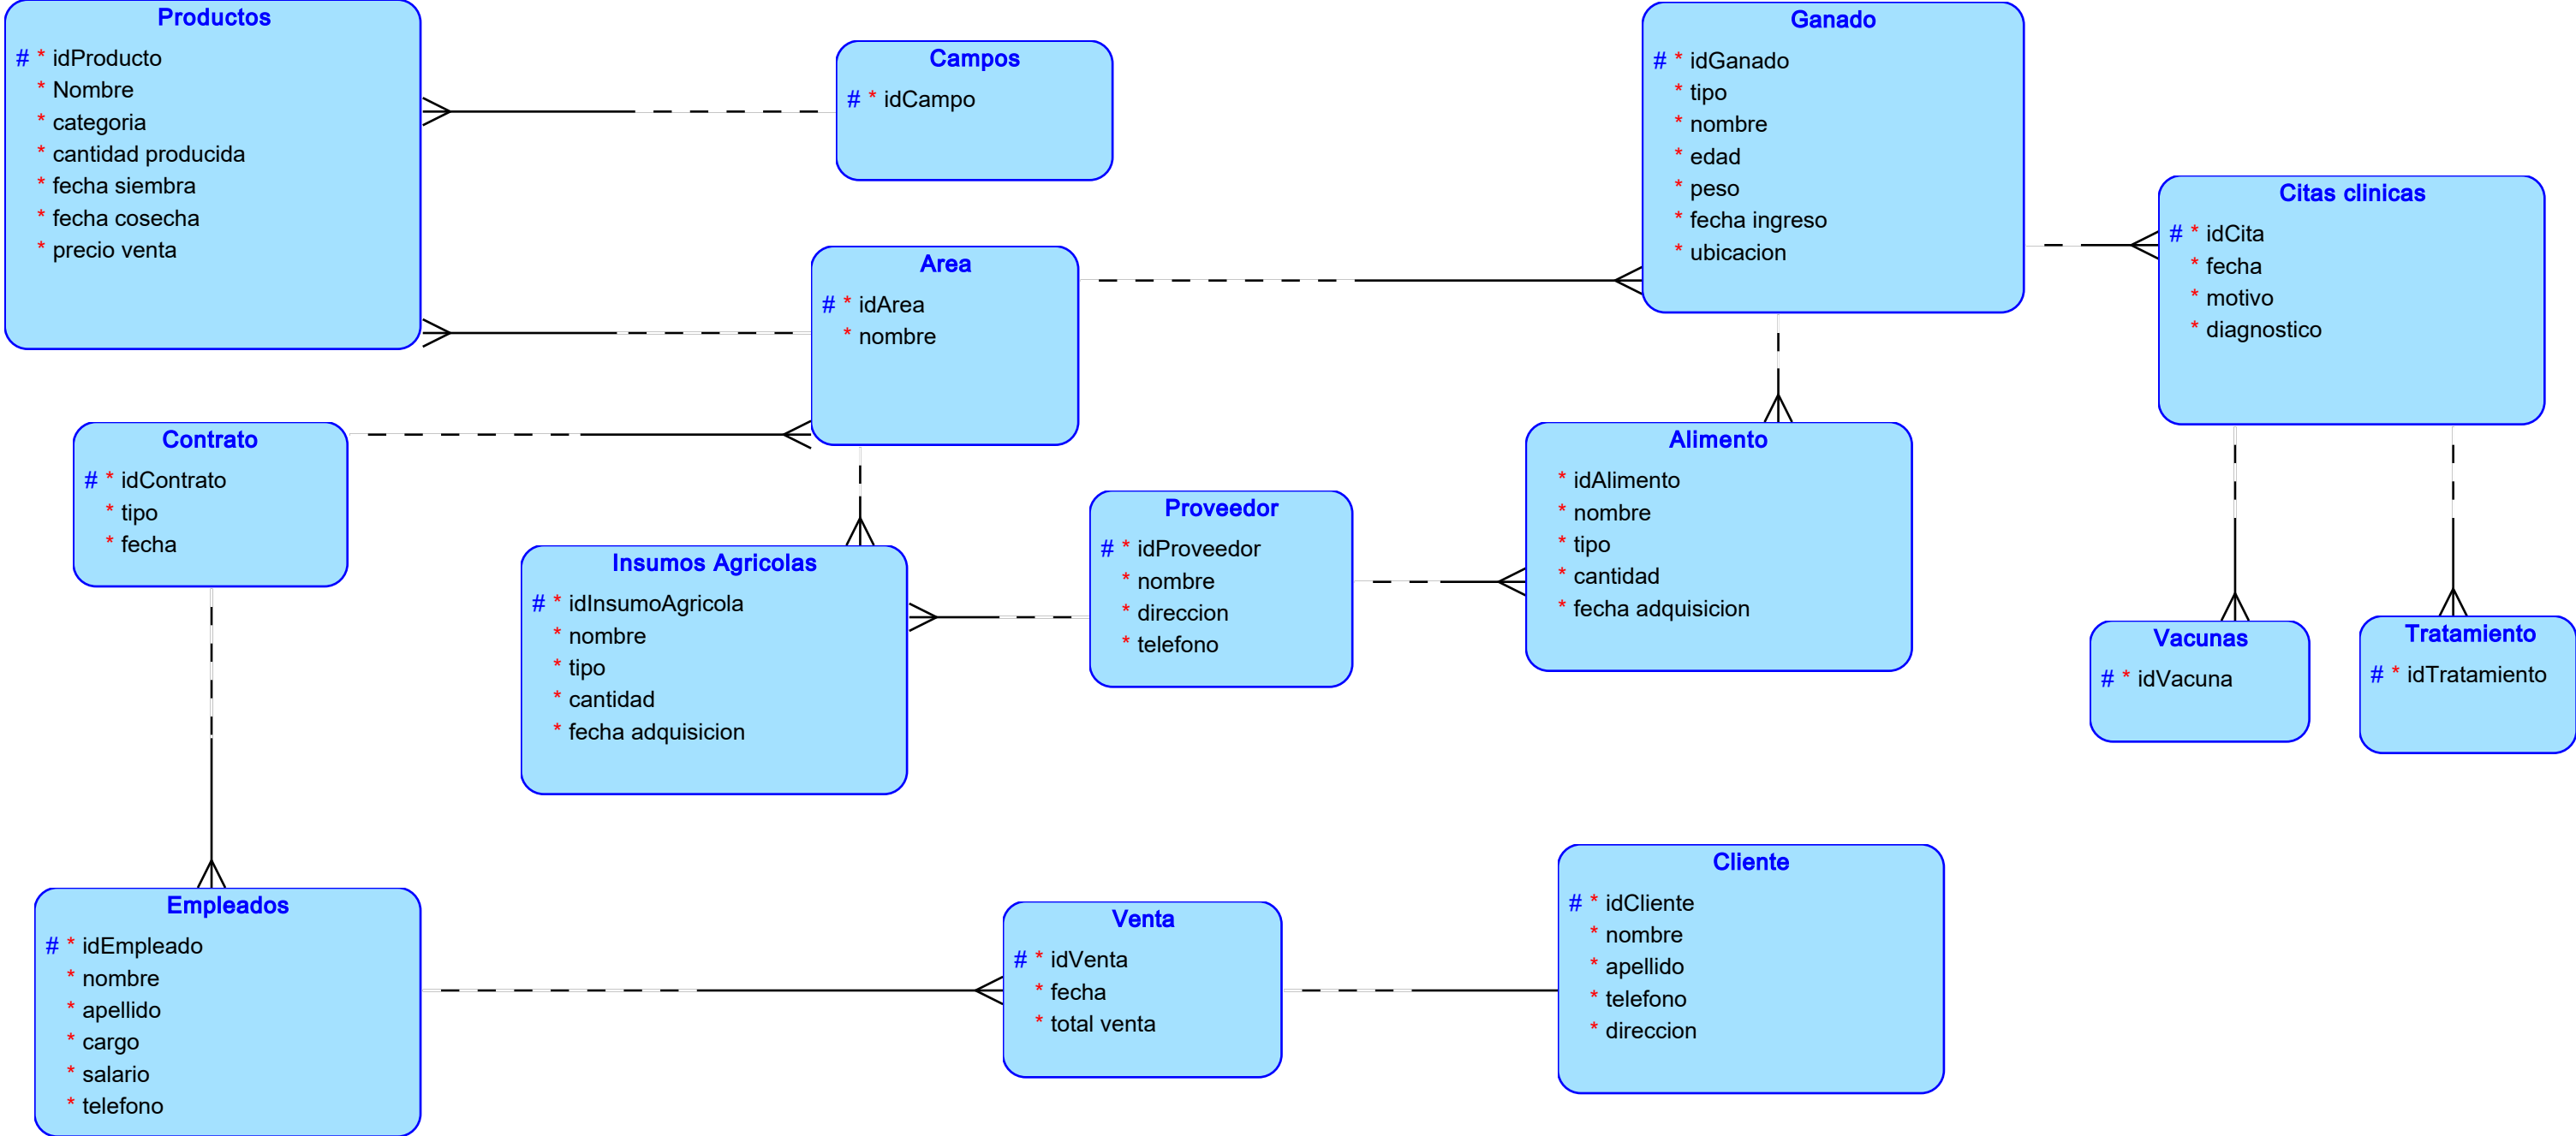 Productos
# * idProducto
* Nombre
* categoria
* cantidad producida
* fecha siembra
* fecha cosecha
* precio venta
Campos
# * idCampo
Ganado
# * idGanado
* tipo
* nombre
* edad
* peso
* fecha ingreso
* ubicacion
Citas clinicas
# * idCita
* fecha
* motivo
* diagnostico
Area
# * idArea
* nombre
Contrato
# * idContrato
* tipo
* fecha
Insumos Agricolas
# * idInsumoAgricola
* nombre
* tipo
* cantidad
* fecha adquisicion
Proveedor
# * idProveedor
* nombre
* direccion
* telefono
Alimento
* idAlimento
* nombre
* tipo
* cantidad
* fecha adquisicion
Vacunas
# * idVacuna
Tratamiento
# * idTratamiento
Empleados
# * idEmpleado
* nombre
* apellido
* cargo
* salario
* telefono
Venta
# * idVenta
* fecha
* total venta
Cliente
# * idCliente
* nombre
* apellido
* telefono
* direccion